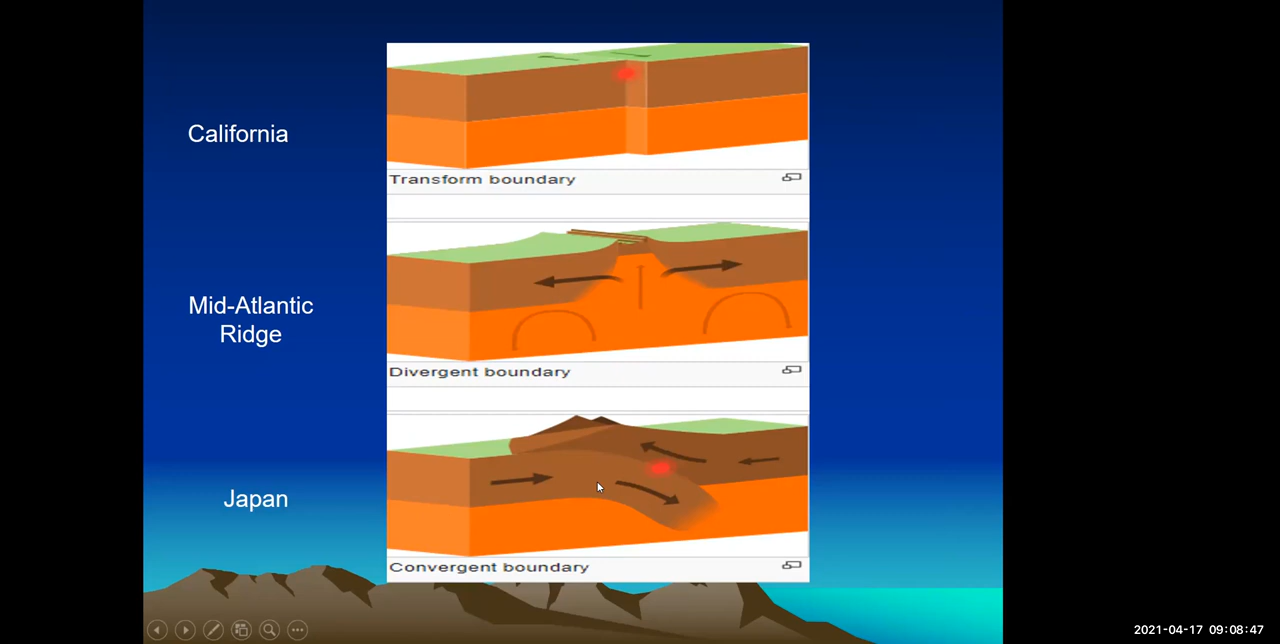 California
Transform boundary
Mid-Atlantic
Ridge
Divergent boundary
Japan
Convergent boundary
2021-04-17 09:08:47